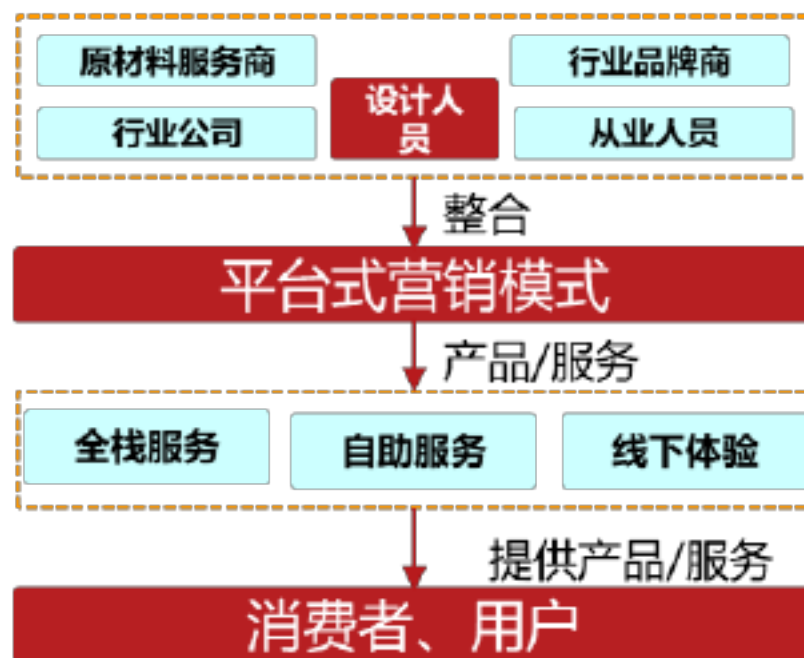 原材料服务商
行业品牌商
设计人
员
行业公司
从业人员
整合
平台式营销模式
产品/服务
全栈服务
自助服务
线下体验
提供产品/服务
消费者、用户